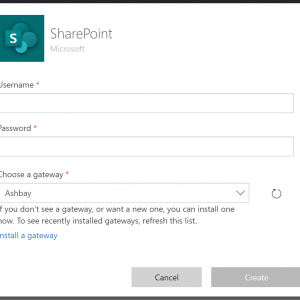 S
SharePoint
Microsoft
Username *
Password *
Choose a gateway *
Ashbay
If you don't see a gateway, or want a new one, you can install one
now. To see recently installed gateways, refresh this list.
Install a gateway
Cancel
Create